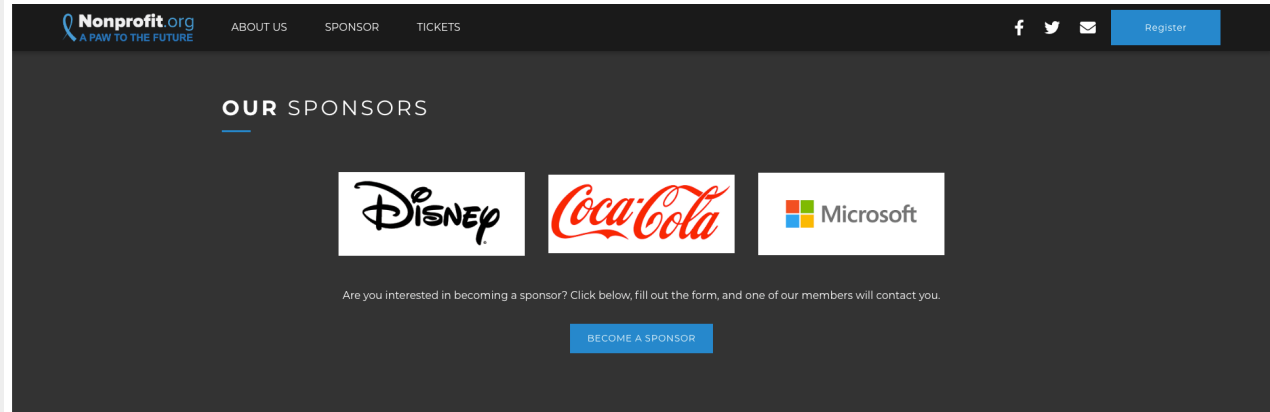 Nonprofit.org
A PAW TO THE FUTURE
ABOUT US
SPONSOR
TICKETS
Register
OUR SPONSORS
Disney
Coca-Cola
Microsoft
Are you interested in becoming a sponsor? Click below, fill out the form, and one of our members will contact you.
BECOME A SPONSOR